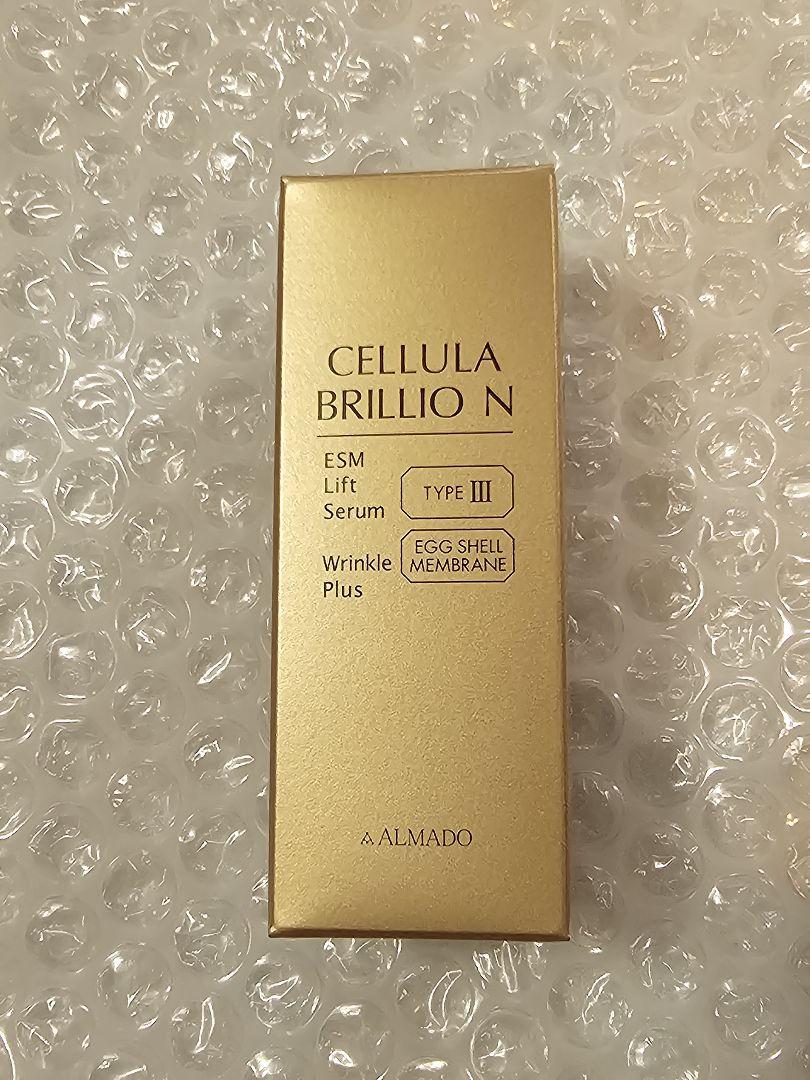 CELLULA
BRILLIO N
ESM
Lift
Serum
TYPE III
Wrinkle
Plus
EGG SHELL
MEMBRANE
ALMADO